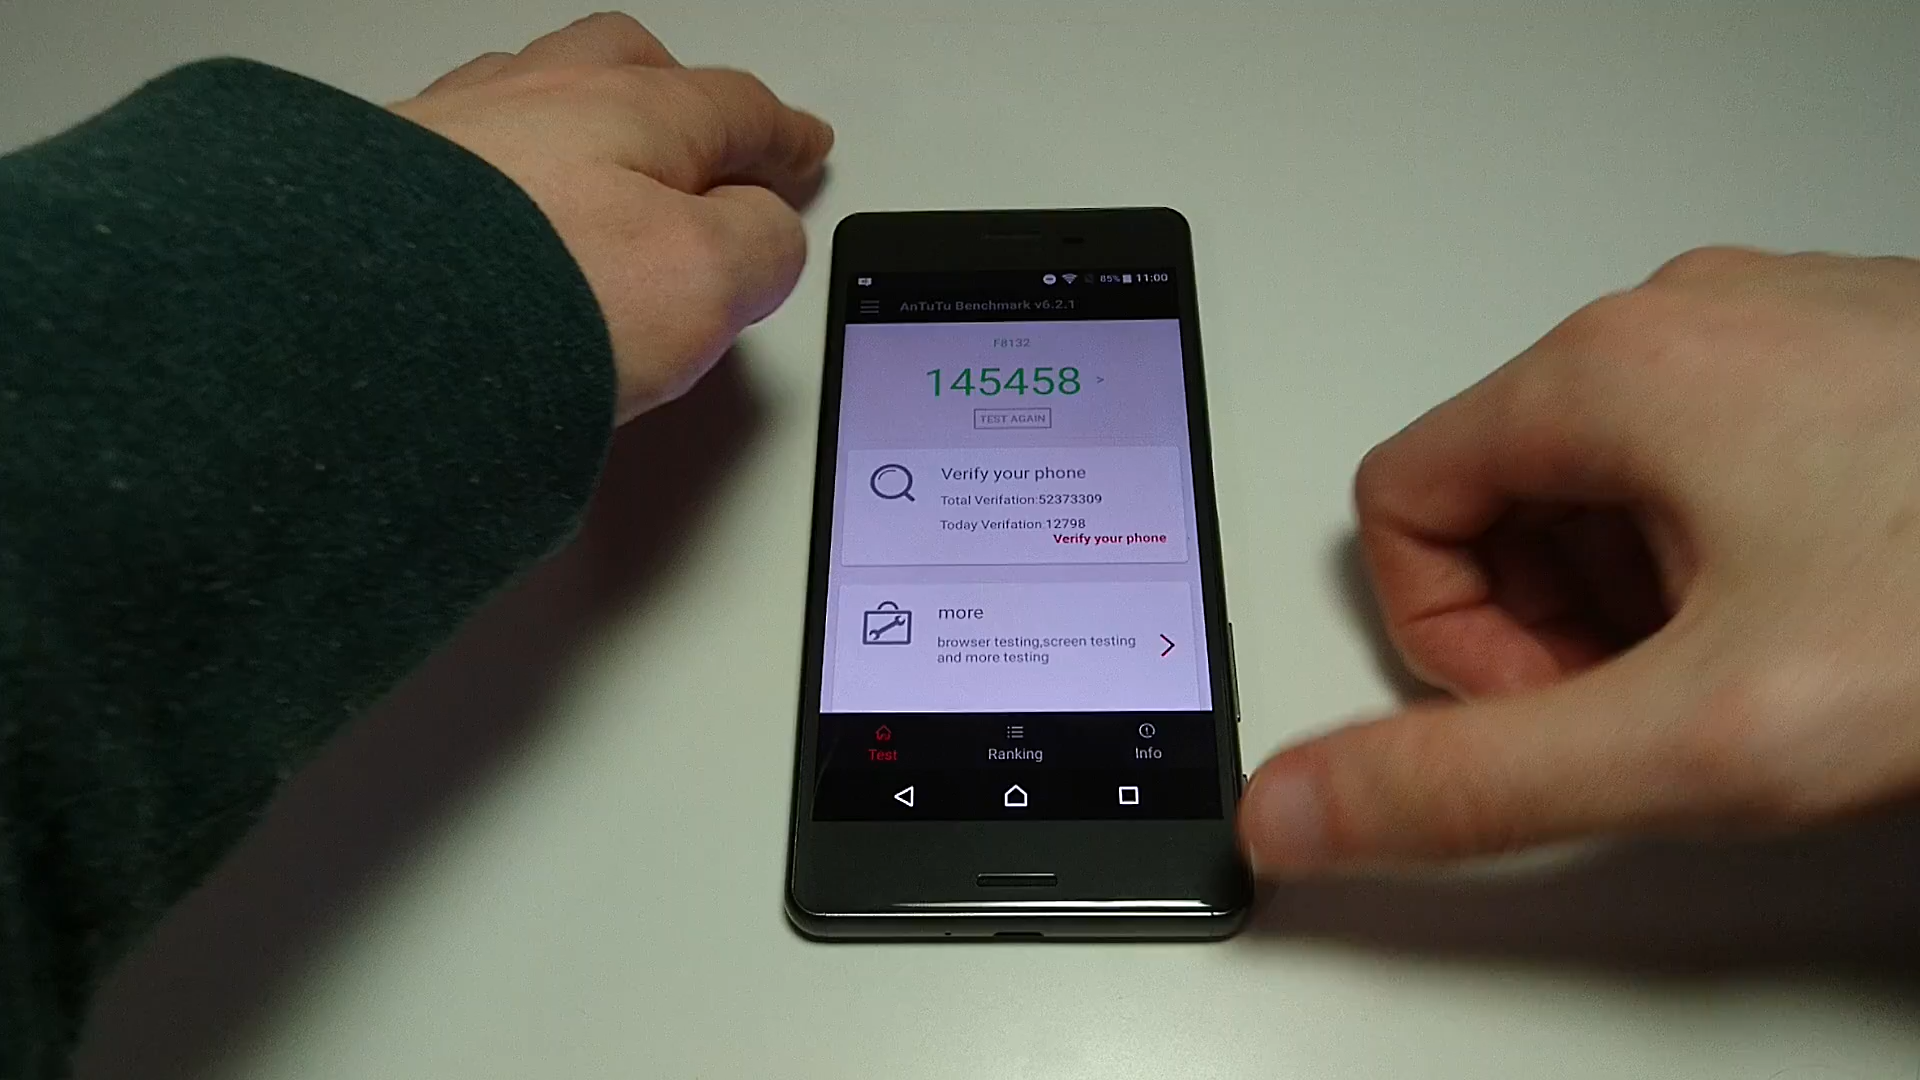 85% 11:00
AnTuTu Benchmark v6.2.1
F8132
145458 >
TEST AGAIN
Verify your phone
Total Verifation:52373309
Today Verifation 12798
Verify your phone
more
browser testing,screen testing
and more testing
Test Ranking Info